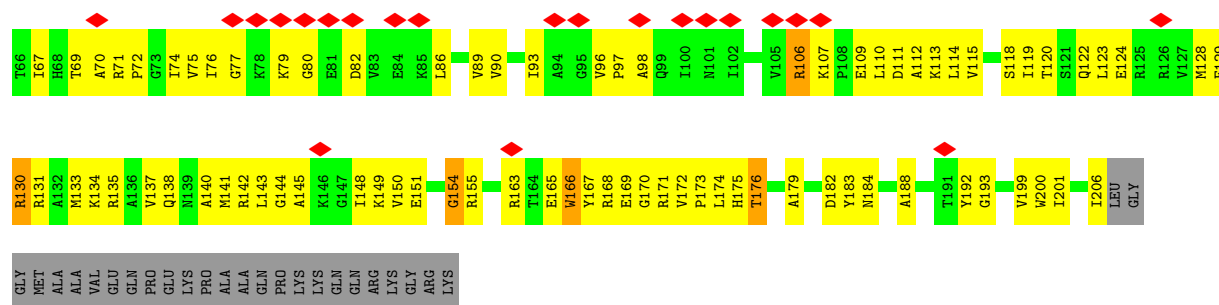 T66 I67 H68 T69 A70 R71 P72 G73 I74 V75 I76 G77 K78 K79 G80 E81 D82 V83 E84 K85 L86 V89 V90 I93 A94 G95 V96 P97 A98 Q99 I100 N101 I102 V105 R106 K107 P108 E109 L110 D111 A112 K113 L114 V115 S118 I119 T120 S121 Q122 L123 E124 R125 R126 V127 M128
R130 R131 A132 M133 K134 R135 A136 V137 Q138 N139 A140 M141 R142 L143 G144 A145 K146 G147 I148 K149 V150 E151 G154 R155 R163 T164 E165 W166 Y167 R168 E169 G170 R171 V172 P173 L174 H175 T176 A179 D182 Y183 N184 A188 T191 Y192 G193 V199 W200 I201 I206 LEU GLY
GLY MET ALA ALA VAL GLU GLN PRO GLU LYS PRO ALA ALA GLN PRO LYS LYS GLN GLN ARG LYS GLY ARG LYS